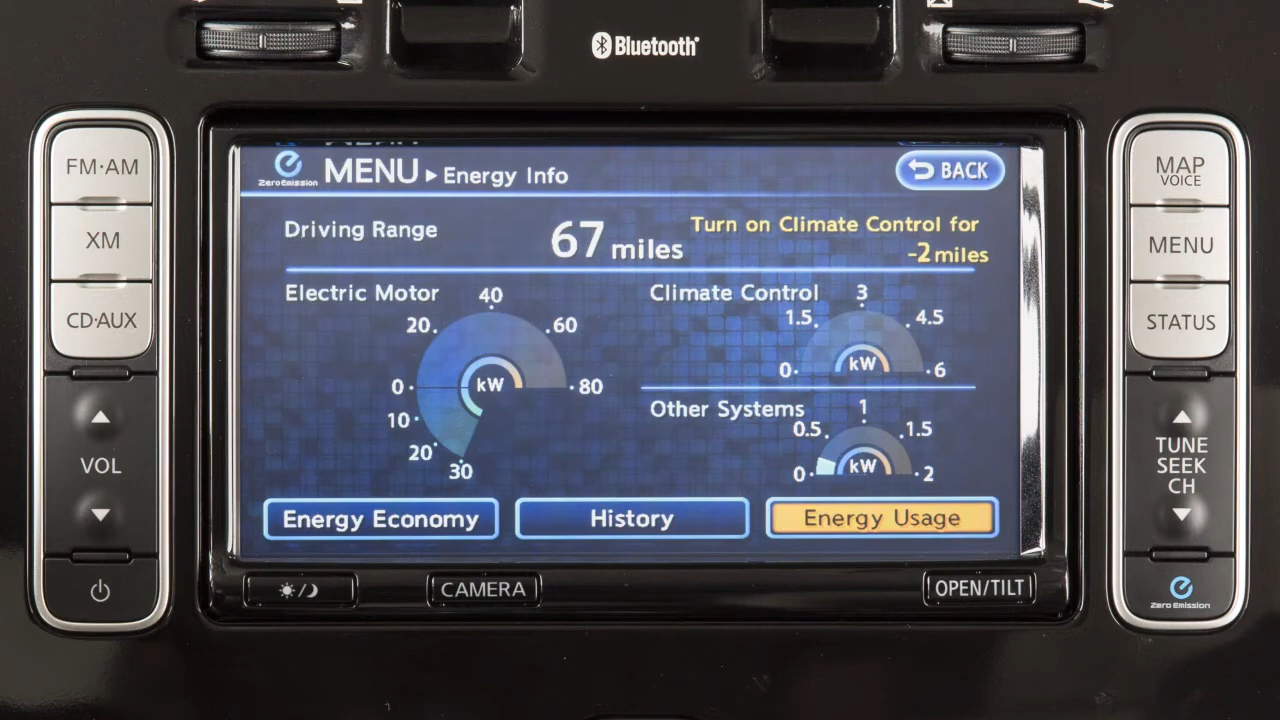 Bluetooth
FM·AM
XM
CD·AUX
VOL
Zero Emission
MENU ▸ Energy Info
BACK
Driving Range
67 miles
Turn on Climate Control for
-2 miles
Electric Motor
40
20
60
0
80
10
20
30
kW
Climate Control
3
1.5
4.5
0
6
kW
Other Systems
1
0.5
1.5
0
2
kW
Energy Economy
History
Energy Usage
CAMERA
OPEN/TILT
MAP
VOICE
MENU
STATUS
TUNE
SEEK
CH
Zero Emission